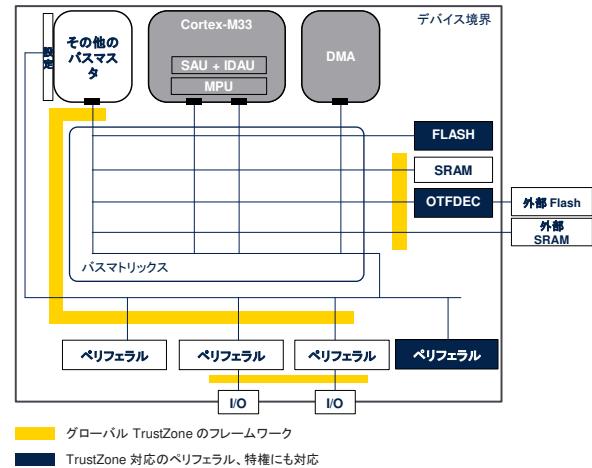 デバイス境界
設定
その他の
バスマス
タ
Cortex-M33
SAU + IDAU
MPU
DMA
FLASH
SRAM
OTFDEC
外部 Flash
外部
SRAM
バスマトリックス
ペリフェラル
ペリフェラル
ペリフェラル
ペリフェラル
I/O
I/O
グローバル TrustZone のフレームワーク
TrustZone 対応のペリフェラル、特権にも対応